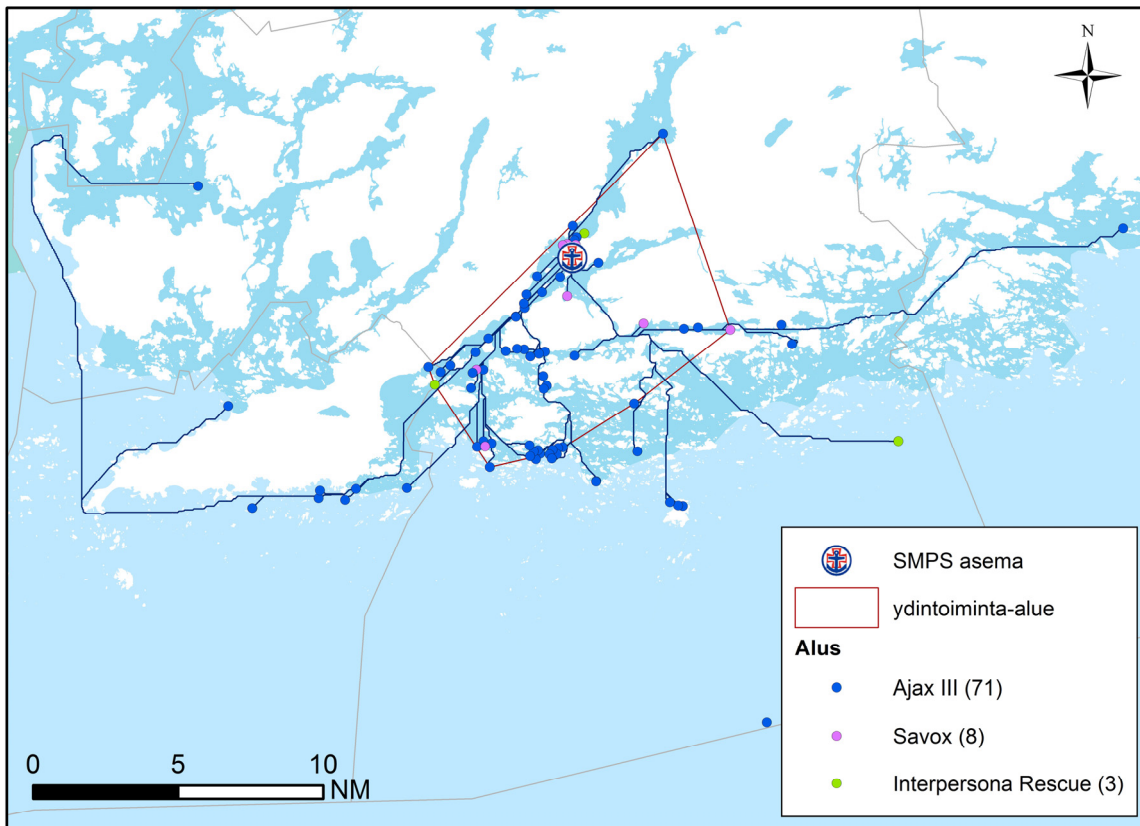 N
SMPS asema
ydintoiminta-alue
Alus
Ajax III (71)
Savox (8)
Interpersona Rescue (3)
0 5 10
NM